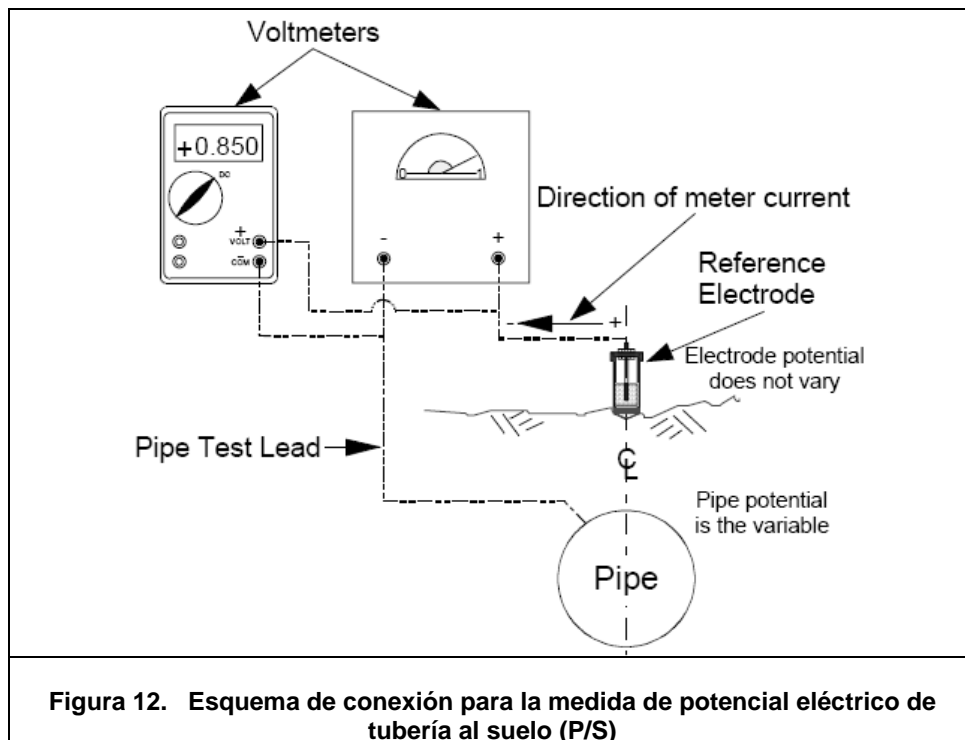 Voltmeters
+0.850
DC
+
VOLT
-
COM
0
1
-
+
Direction of meter current
-
+
Reference
Electrode
Electrode potential
does not vary
Pipe Test Lead
℄
Pipe potential
is the variable
Pipe
Figura 12. Esquema de conexión para la medida de potencial eléctrico de
tubería al suelo (P/S)